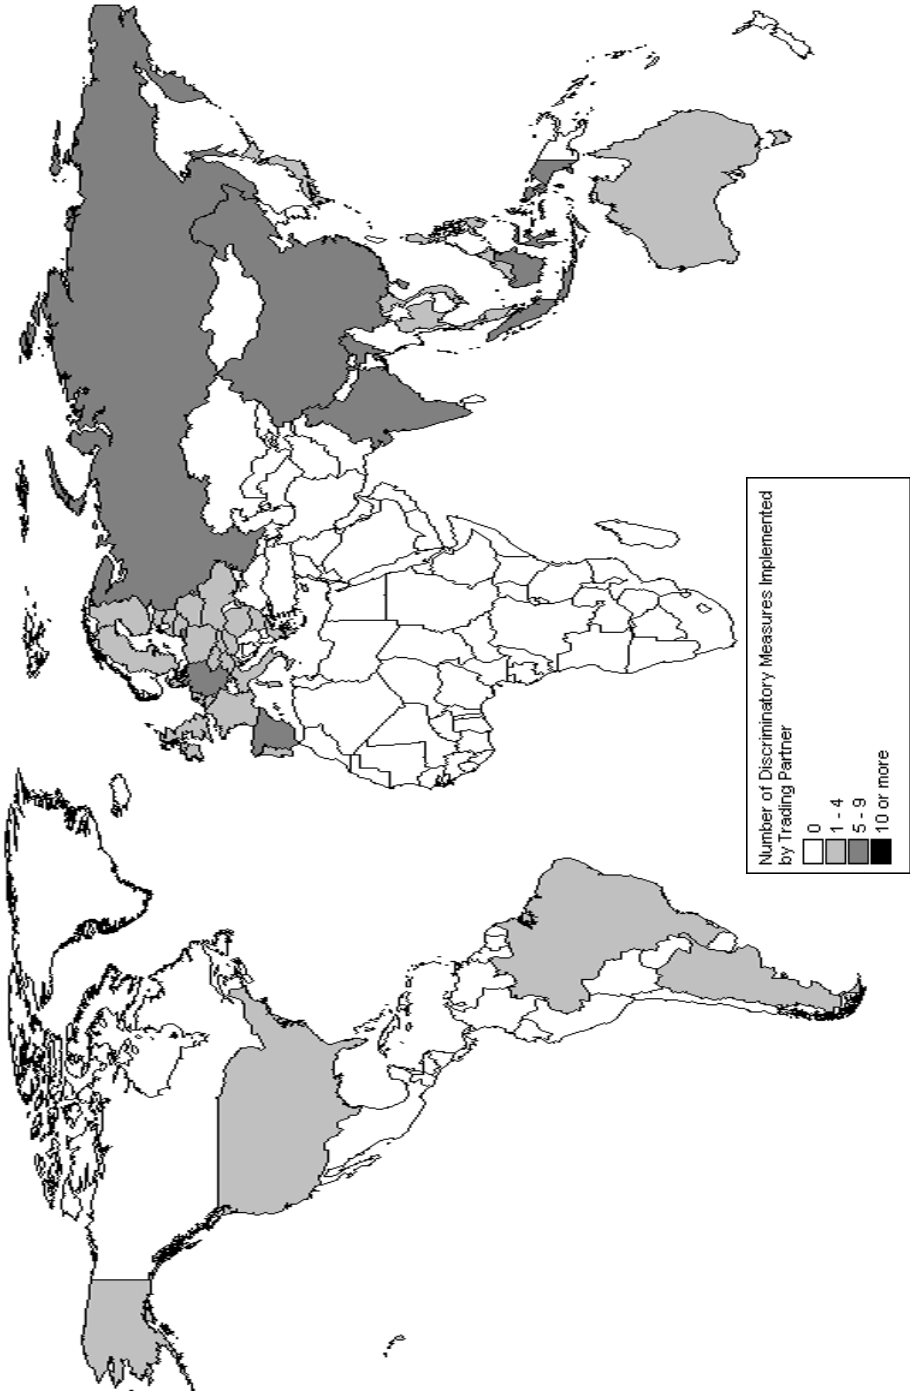 Number of Discriminatory Measures Implemented
by Trading Partner
0
1 - 4
5 - 9
10 or more